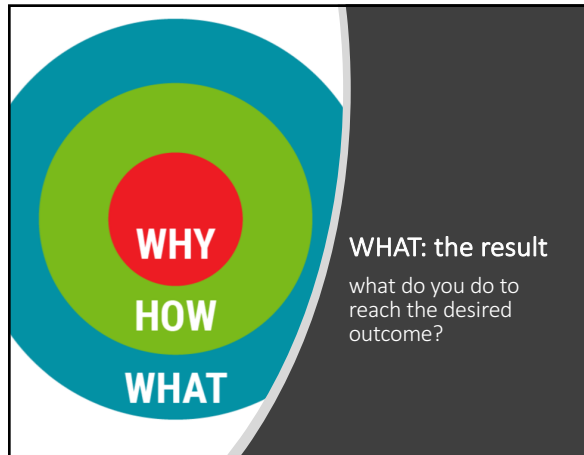 WHY
HOW
WHAT
WHAT: the result
what do you do to
reach the desired
outcome?